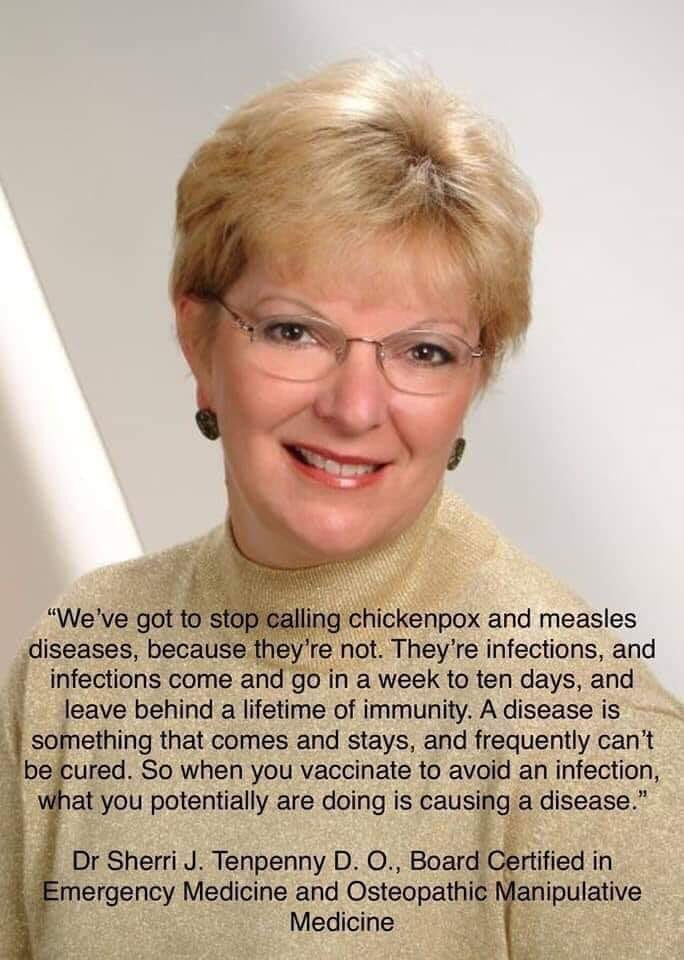 “We’ve got to stop calling chickenpox and measles
diseases, because they’re not. They’re infections, and
infections come and go in a week to ten days, and
leave behind a lifetime of immunity. A disease is
something that comes and stays, and frequently can’t
be cured. So when you vaccinate to avoid an infection,
what you potentially are doing is causing a disease.”
Dr Sherri J. Tenpenny D. O., Board Certified in
Emergency Medicine and Osteopathic Manipulative
Medicine